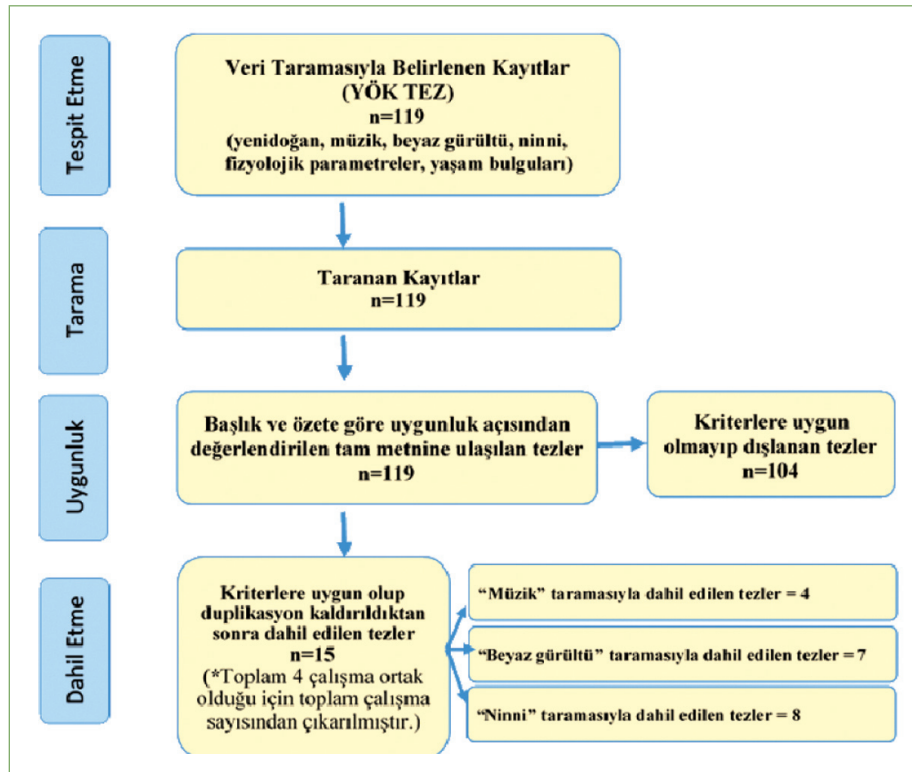 Tespit Etme
Veri Taramasıyla Belirlenen Kayıtlar
(YÖK TEZ)
n=119
(yenidoğan, müzik, beyaz gürültü, ninni,
fizyolojik parametreler, yaşam bulguları)
Tarama
Taranan Kayıtlar
n=119
Uygunluk
Başlık ve özete göre uygunluk açısından
değerlendirilen tam metnine ulaşılan tezler
n=119
Kriterlere uygun
olmayıp dışlanan tezler
n=104
Dahil Etme
Kriterlere uygun olup
duplikasyon kaldırıldıktan
sonra dahil edilen tezler
n=15
(*Toplam 4 çalışma ortak
olduğu için toplam çalışma
sayısından çıkarılmıştır.)
“Müzik” taramasıyla dahil edilen tezler = 4
“Beyaz gürültü” taramasıyla dahil edilen tezler = 7
“Ninni” taramasıyla dahil edilen tezler = 8